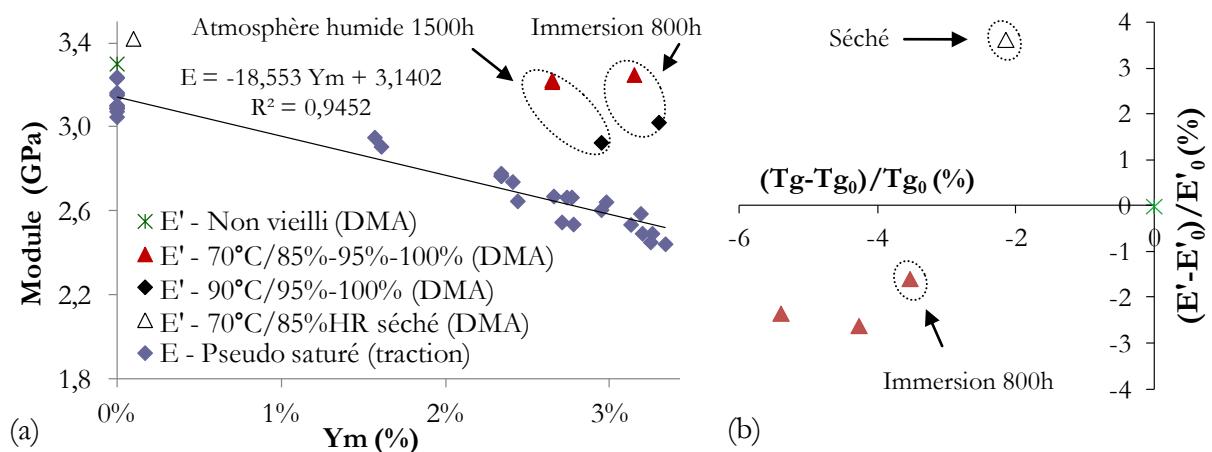 Atmosphère humide 1500h
Immersion 800h
E = -18,553 Ym + 3,1402
R² = 0,9452
3,4
3,0
2,6
2,2
1,8
Module (GPa)
E' - Non vieilli (DMA)
E' - 70°C/85%-95%-100% (DMA)
E' - 90°C/95%-100% (DMA)
E' - 70°C/85%HR séché (DMA)
E - Pseudo saturé (traction)
0%
1%
2%
3%
Ym (%)
(a)
Séché
(Tg-Tg₀)/Tg₀ (%)
-6
-4
-2
0
4
3
2
1
0
-1
-2
-3
-4
(E'-E'₀)/E'₀ (%)
Immersion 800h
(b)